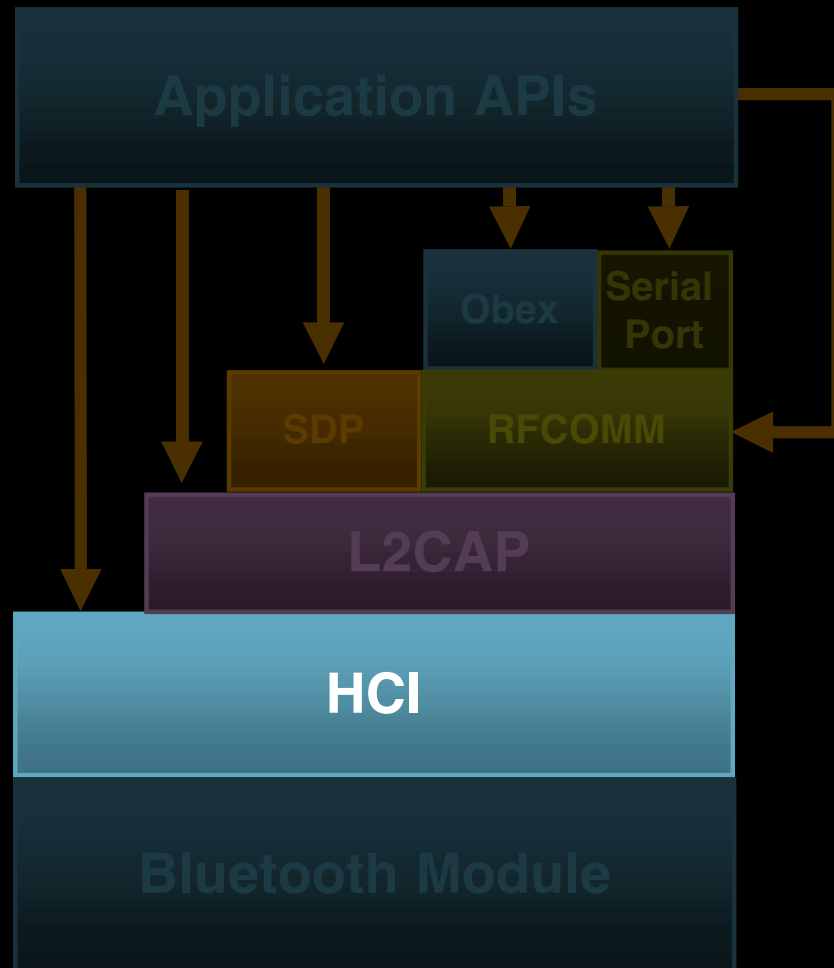 Application APIs
Obex
Serial
Port
SDP
RFCOMM
L2CAP
HCI
Bluetooth Module